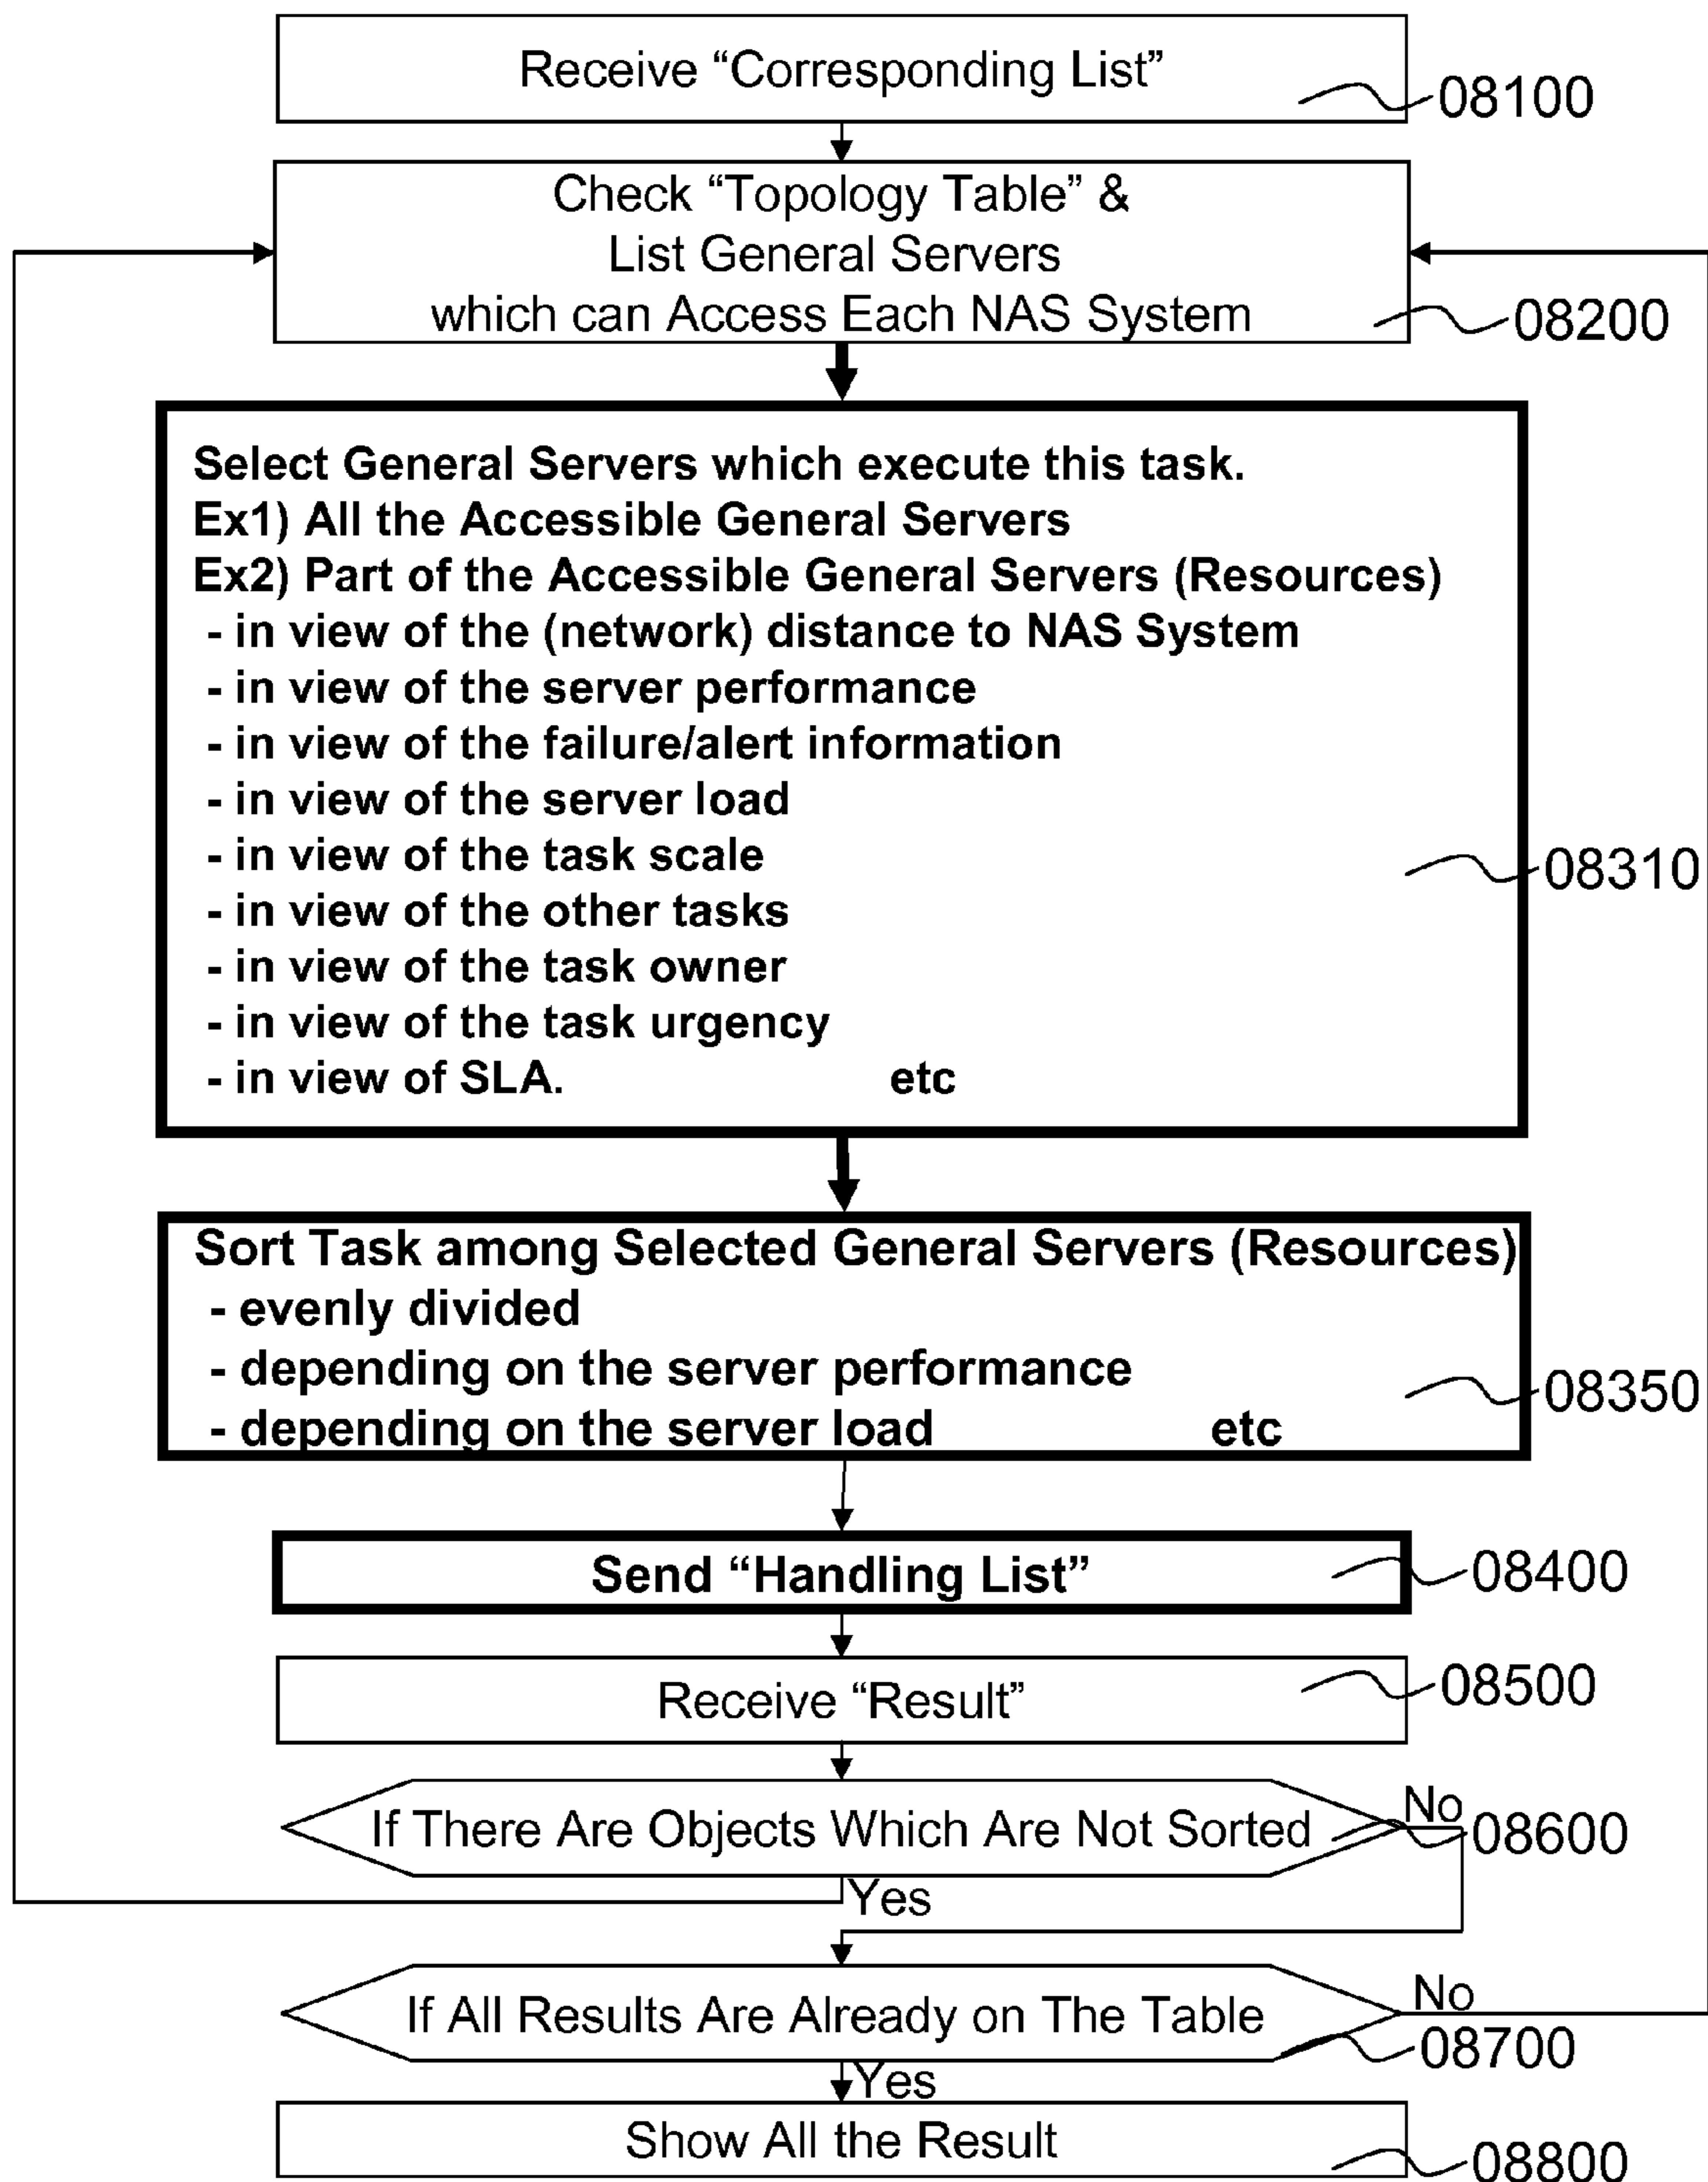 Receive “Corresponding List”
08100
Check “Topology Table” &
List General Servers
which can Access Each NAS System
08200
Select General Servers which execute this task.
Ex1) All the Accessible General Servers
Ex2) Part of the Accessible General Servers (Resources)
- in view of the (network) distance to NAS System
- in view of the server performance
- in view of the failure/alert information
- in view of the server load
- in view of the task scale
- in view of the other tasks
- in view of the task owner
- in view of the task urgency
- in view of SLA. etc
08310
Sort Task among Selected General Servers (Resources)
- evenly divided
- depending on the server performance
- depending on the server load etc
08350
Send “Handling List”
08400
Receive “Result”
08500
If There Are Objects Which Are Not Sorted
No
08600
Yes
If All Results Are Already on The Table
No
08700
Yes
Show All the Result
08800